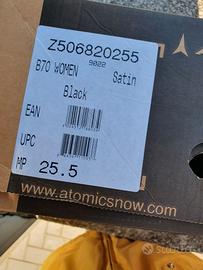 Z506820255
9022
B70 WOMEN Satin
Black
EAN
UPC
MP 25.5
www.atomicsnow.com